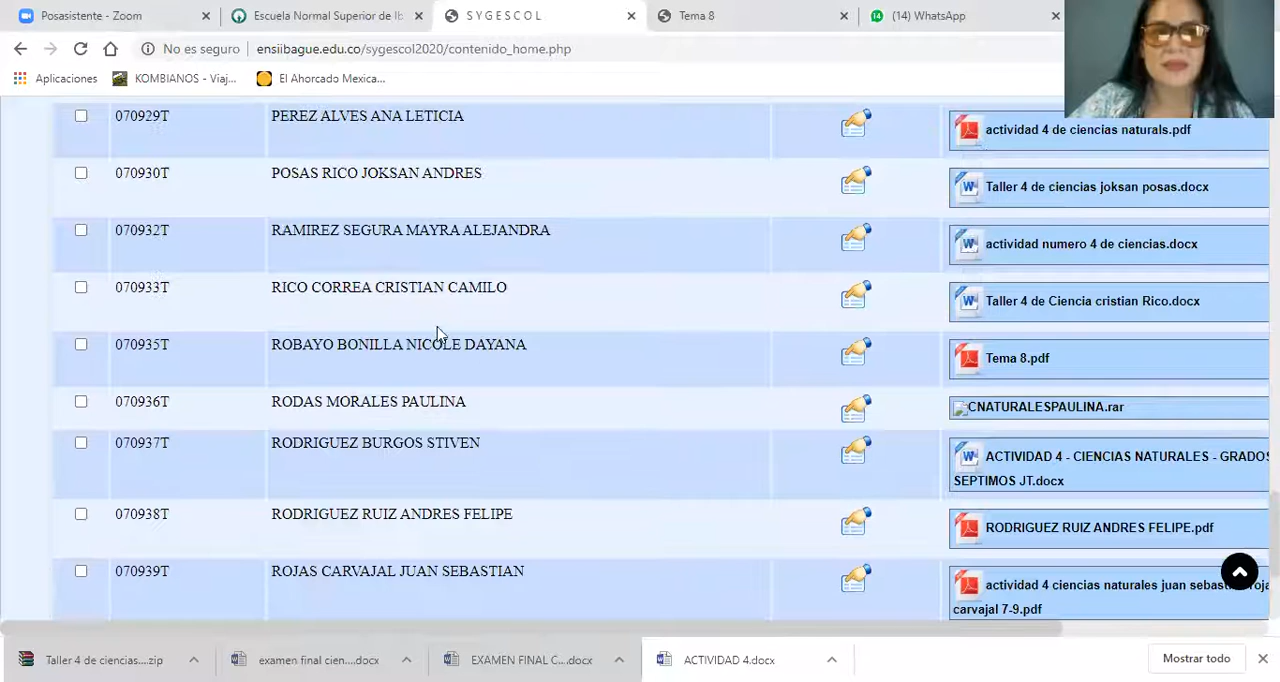 Posasistente - Zoom
Escuela Normal Superior de Ib
S Y G E S C O L
Tema 8
(14) WhatsApp
No es seguro
ensiibague.edu.co/sygescol2020/contenido_home.php
Aplicaciones
KOMBIANOS - Viaj...
El Ahorcado Mexica...
070929T PEREZ ALVES ANA LETICIA actividad 4 de ciencias naturals.pdf
070930T POSAS RICO JOKSAN ANDRES Taller 4 de ciencias joksan posas.docx
070932T RAMIREZ SEGURA MAYRA ALEJANDRA actividad numero 4 de ciencias.docx
070933T RICO CORREA CRISTIAN CAMILO Taller 4 de Ciencia cristian Rico.docx
070935T ROBAYO BONILLA NICOLE DAYANA Tema 8.pdf
070936T RODAS MORALES PAULINA CNATURALESPAULINA.rar
070937T RODRIGUEZ BURGOS STIVEN ACTIVIDAD 4 - CIENCIAS NATURALES - GRADOS
SEPTIMOS JT.docx
070938T RODRIGUEZ RUIZ ANDRES FELIPE RODRIGUEZ RUIZ ANDRES FELIPE.pdf
070939T ROJAS CARVAJAL JUAN SEBASTIAN actividad 4 ciencias naturales juan sebasti roja
carvajal 7-9.pdf
Taller 4 de ciencias....zip
examen final cien....docx
EXAMEN FINAL C...docx
ACTIVIDAD 4.docx
Mostrar todo